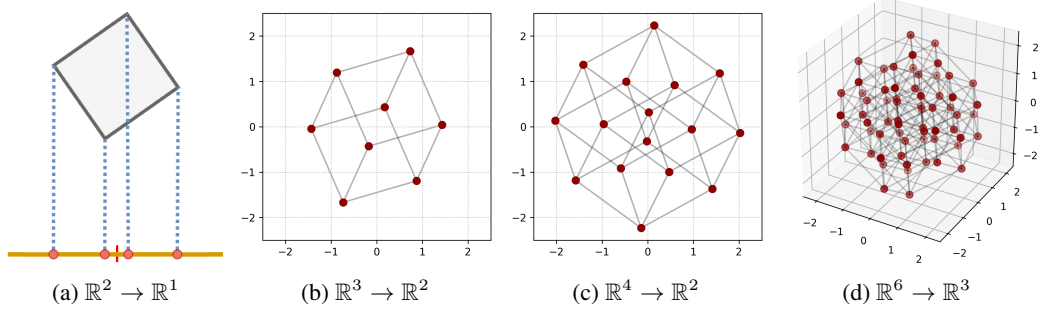 2
1
0
−1
−2
−2 −1 0 1 2
2
1
0
−1
−2
−2 −1 0 1 2
2
1
0
−1
−2
−2 −1 0 1 2
−2 −1 0 1 2
(a) ℝ² → ℝ¹
(b) ℝ³ → ℝ²
(c) ℝ⁴ → ℝ²
(d) ℝ⁶ → ℝ³